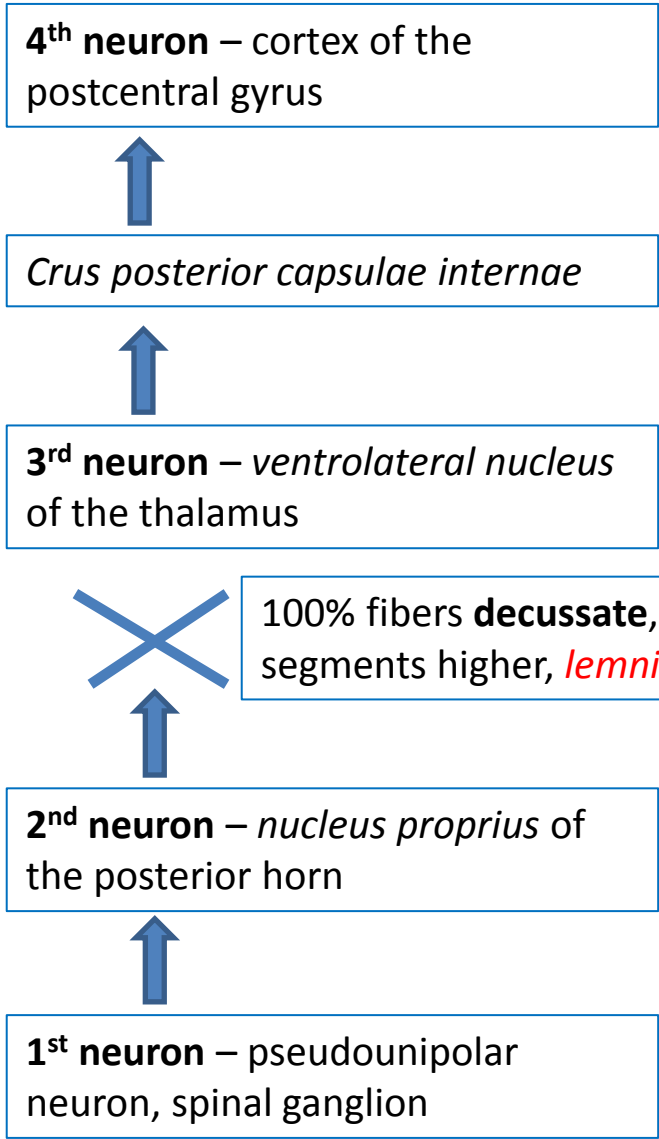 4th neuron – cortex of the
postcentral gyrus
Crus posterior capsulae internae
3rd neuron – ventrolateral nucleus
of the thalamus
100% fibers decussate,
segments higher, lemni
2nd neuron – nucleus proprius of
the posterior horn
1st neuron – pseudounipolar
neuron, spinal ganglion